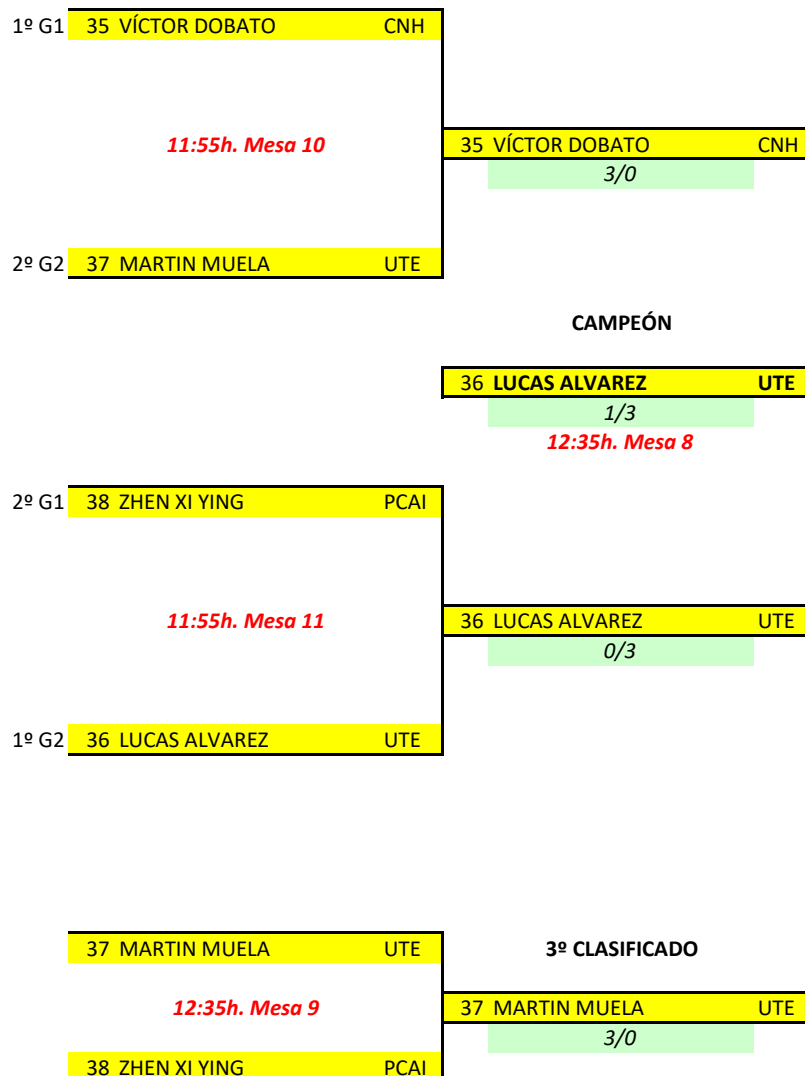 1º G1 35 VÍCTOR DOBATO CNH
11:55h. Mesa 10
35 VÍCTOR DOBATO CNH
3/0
2º G2 37 MARTIN MUELA UTE
CAMPEÓN
36 LUCAS ALVAREZ UTE
1/3
12:35h. Mesa 8
2º G1 38 ZHEN XI YING PCAI
11:55h. Mesa 11
36 LUCAS ALVAREZ UTE
0/3
1º G2 36 LUCAS ALVAREZ UTE
37 MARTIN MUELA UTE
3º CLASIFICADO
12:35h. Mesa 9
37 MARTIN MUELA UTE
3/0
38 ZHEN XI YING PCAI